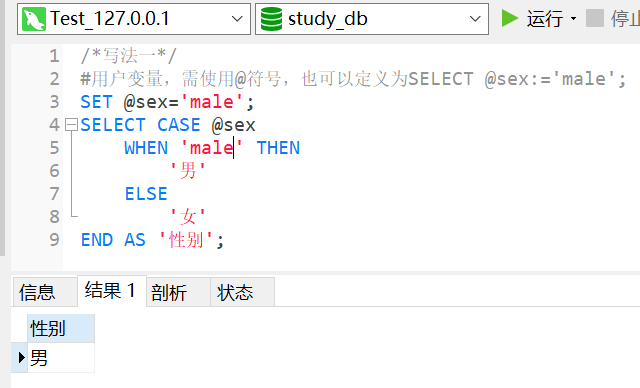 Test_127.0.0.1 study_db 运行 停止
1 /*写法一*/
2 #用户变量，需使用@符号，也可以定义为SELECT @sex:='male';
3 SET @sex='male';
4 SELECT CASE @sex
5 WHEN 'male' THEN
6 '男'
7 ELSE
8 '女'
9 END AS '性别';
信息 结果 1 剖析 状态
性别
男